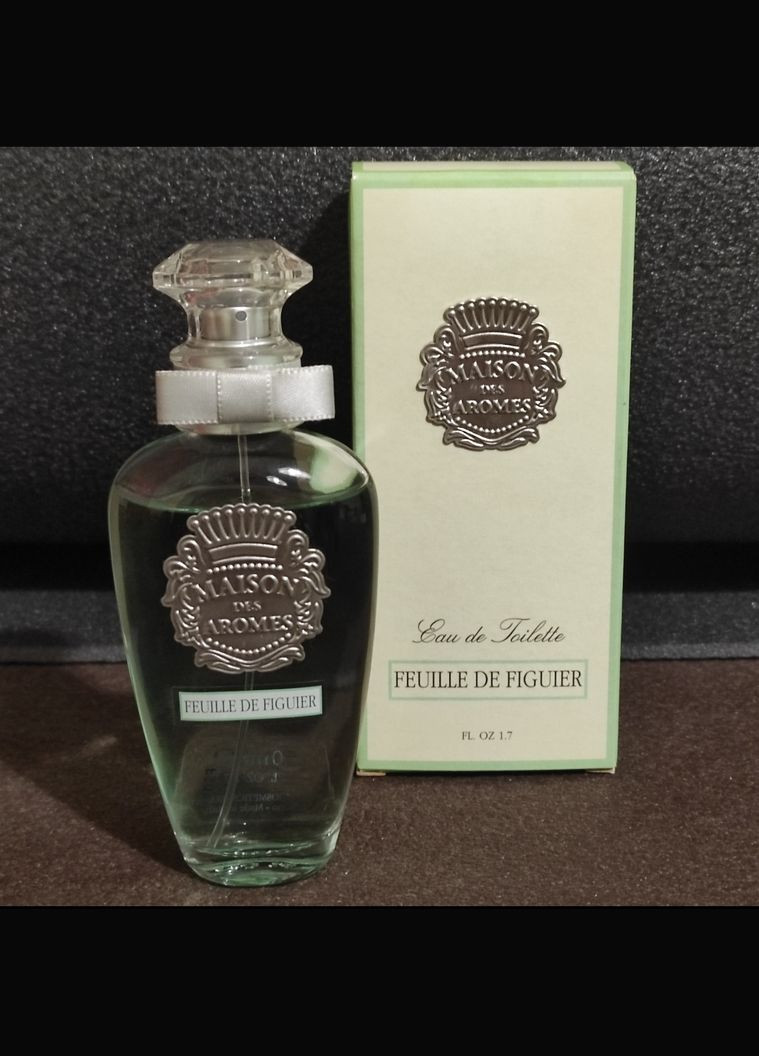 MAISON
DES
AROMES
FEUILLE DE FIGUIER
MAISON
DES
AROMES
Eau de Toilette
FEUILLE DE FIGUIER
FL. OZ 1.7